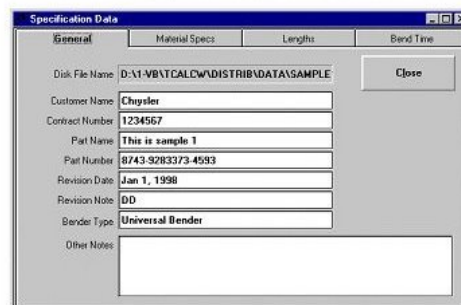 Specification Data
General Material Specs Lengths Bend Time
Disk File Name D:\1-VB\TCALCW\DISTRIB\DATA\SAMPLE Close
Customer Name Chrysler
Contract Number 1234567
Part Name This is sample 1
Part Number 8743-9283373-4593
Revision Date Jan 1, 1998
Revision Note DD
Bender Type Universal Bender
Other Notes